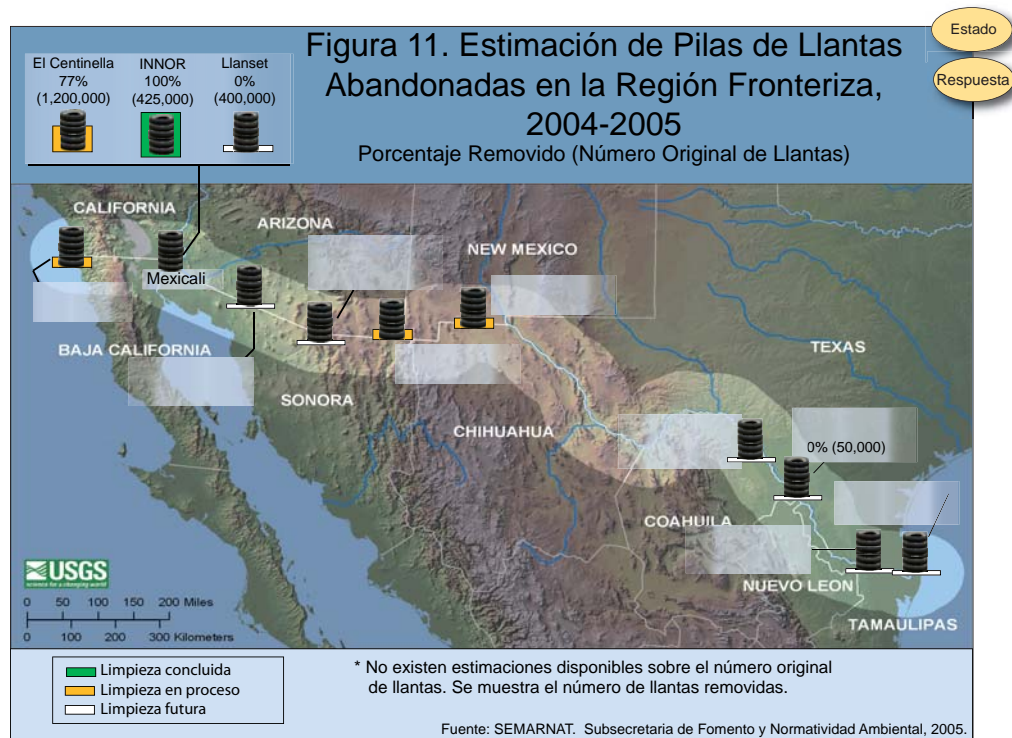 Estado
Respuesta
Figura 11. Estimación de Pilas de Llantas
Abandonadas en la Región Fronteriza,
2004-2005
Porcentaje Removido (Número Original de Llantas)
El Centinella
77%
(1,200,000)
INNOR
100%
(425,000)
Llanset
0%
(400,000)
CALIFORNIA
ARIZONA
NEW MEXICO
Mexicali
TEXAS
BAJA CALIFORNIA
SONORA
CHIHUAHUA
0% (50,000)
COAHUILA
NUEVO LEON
TAMAULIPAS
USGS
science for a changing world
0 50 100 150 200 Miles
0 100 200 300 Kilometers
Limpieza concluida
Limpieza en proceso
Limpieza futura
* No existen estimaciones disponibles sobre el número original
de llantas. Se muestra el número de llantas removidas.
Fuente: SEMARNAT. Subsecretaria de Fomento y Normatividad Ambiental, 2005.